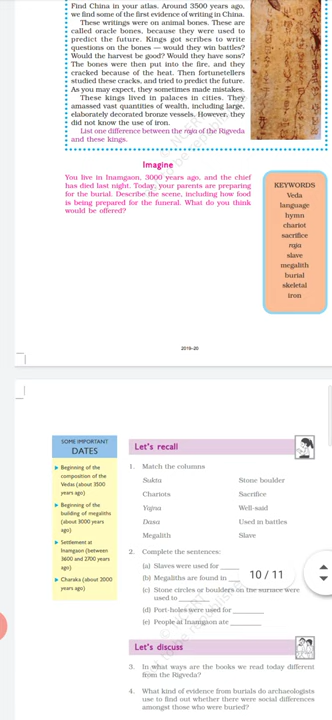 Find China in your atlas. Around 3500 years ago,
we find some of the first evidence of writing in China.
These writings were on animal bones. These are
called oracle bones, because they were used to
predict the future. Kings got scribes to write
questions on the bones — would they win battles?
Would the harvest be good? Would they have sons?
The bones were then put into the fire, and they
cracked because of the heat. Then fortunetellers
studied these cracks, and tried to predict the future.
As you may expect, they sometimes made mistakes.
These kings lived in palaces in cities. They
amassed vast quantities of wealth, including large,
elaborately decorated bronze vessels. However, they
did not know the use of iron.
List one difference between the raja of the Rigveda
and these kings.
Imagine
You live in Inamgaon, 3000 years ago, and the chief
has died last night. Today, your parents are preparing
for the burial. Describe the scene, including how food
is being prepared for the funeral. What do you think
would be offered?
KEYWORDS
Veda
language
hymn
chariot
sacrifice
raja
slave
megalith
burial
skeletal
iron
2019-20
SOME IMPORTANT
DATES
Beginning of the
composition of the
Vedas (about 3500
years ago)
Beginning of the
building of megaliths
(about 3000 years
ago)
Settlement at
Inamgaon (between
3600 and 2700 years
ago)
Charaka (about 2000
years ago)
Let's recall
1. Match the columns
Sukta Stone boulder
Chariots Sacrifice
Yajna Well-said
Dasa Used in battles
Megalith Slave
2. Complete the sentences:
(a) Slaves were used for
(b) Megaliths are found in
(c) Stone circles or boulders on the surface were
used to
(d) Port-holes were used for
(e) People at Inamgaon ate
10 / 11
Let's discuss
3. In what ways are the books we read today different
from the Rigveda?
4. What kind of evidence from burials do archaeologists
use to find out whether there were social differences
amongst those who were buried?